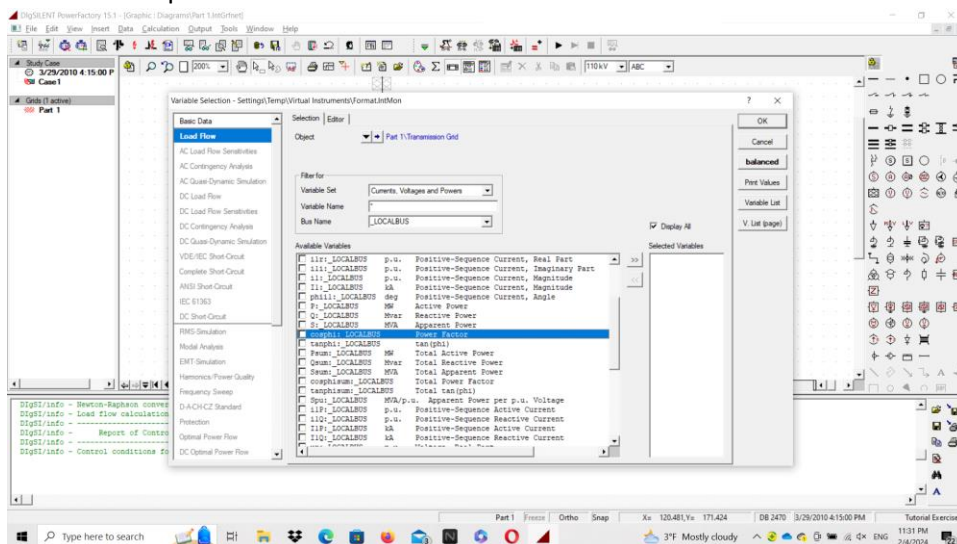 DIgSILENT PowerFactory 15.1 - [Graphic : Diagrams\Part 1.IntGrfnet]
File Edit View Insert Data Calculation Output Tools Window Help
200% 110 kV ABC
Study Case
3/29/2010 4:15:00 P
Case1
Grids (1 active)
Part 1
Variable Selection - Settings\Temp\Virtual Instruments\Format.IntMon ? ×
Basic Data
Load Flow
AC Load Flow Sensitivities
AC Contingency Analysis
AC Quasi-Dynamic Simulation
DC Load Flow
DC Load Flow Sensitivities
DC Contingency Analysis
DC Quasi-Dynamic Simulation
VDE/IEC Short-Circuit
Complete Short-Circuit
ANSI Short-Circuit
IEC 61363
DC Short-Circuit
RMS-Simulation
Modal Analysis
EMT-Simulation
Harmonics/Power Quality
Frequency Sweep
D-A-CH-CZ Standard
Protection
Optimal Power Flow
DC Optimal Power Flow
Selection Editor
Object Part 1\Transmission Grid
Filter for
Variable Set Currents, Voltages and Powers
Variable Name *
Bus Name _LOCALBUS
Display All
Available Variables Selected Variables
i1r:_LOCALBUS p.u. Positive-Sequence Current, Real Part
i1i:_LOCALBUS p.u. Positive-Sequence Current, Imaginary Part
i1:_LOCALBUS p.u. Positive-Sequence Current, Magnitude
I1:_LOCALBUS kA Positive-Sequence Current, Magnitude
phii1:_LOCALBUS deg Positive-Sequence Current, Angle
P:_LOCALBUS MW Active Power
Q:_LOCALBUS Mvar Reactive Power
S:_LOCALBUS MVA Apparent Power
cosphi:_LOCALBUS Power Factor
tanphi:_LOCALBUS tan(phi)
Psum:_LOCALBUS MW Total Active Power
Qsum:_LOCALBUS Mvar Total Reactive Power
Ssum:_LOCALBUS MVA Total Apparent Power
cosphisum:_LOCALBUS Total Power Factor
tanphisum:_LOCALBUS Total tan(phi)
Spu:_LOCALBUS MVA/p.u. Apparent Power per p.u. Voltage
i1P:_LOCALBUS p.u. Positive-Sequence Active Current
i1Q:_LOCALBUS p.u. Positive-Sequence Reactive Current
I1P:_LOCALBUS kA Positive-Sequence Active Current
I1Q:_LOCALBUS kA Positive-Sequence Reactive Current
>>
<<
OK
Cancel
balanced
Print Values
Variable List
V. List (page)
DIgSI/info - Newton-Raphson conver
DIgSI/info - Load flow calculation
DIgSI/info - --------------------
DIgSI/info - Report of Contro
DIgSI/info - --------------------
DIgSI/info - Control conditions fo
Part 1 Freeze Ortho Snap X= 120.481,Y= 171.424 DB 2470 3/29/2010 4:15:00 PM Tutorial Exercise
Type here to search
3°F Mostly cloudy ENG 11:31 PM
2/4/2024